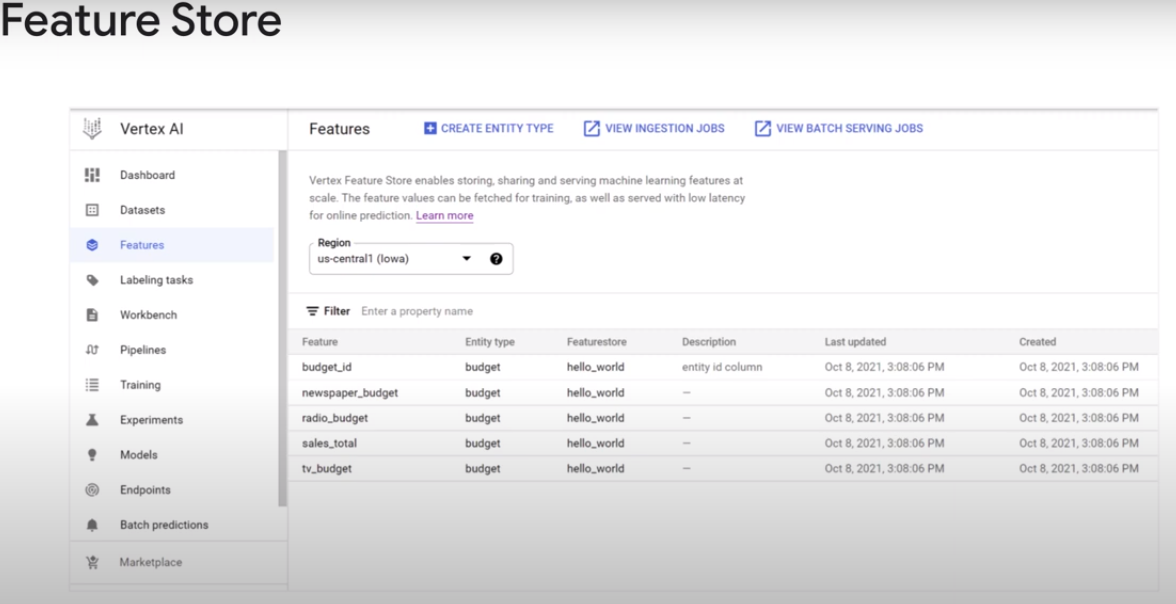 Feature Store
Vertex AI
Dashboard
Datasets
Features
Labeling tasks
Workbench
Pipelines
Training
Experiments
Models
Endpoints
Batch predictions
Marketplace
Features
CREATE ENTITY TYPE
VIEW INGESTION JOBS
VIEW BATCH SERVING JOBS
Vertex Feature Store enables storing, sharing and serving machine learning features at
scale. The feature values can be fetched for training, as well as served with low latency
for online prediction. Learn more
Region
us-central1 (Iowa)
Filter Enter a property name
Feature Entity type Featurestore Description Last updated Created
budget_id budget hello_world entity id column Oct 8, 2021, 3:08:06 PM Oct 8, 2021, 3:08:06 PM
newspaper_budget budget hello_world — Oct 8, 2021, 3:08:06 PM Oct 8, 2021, 3:08:06 PM
radio_budget budget hello_world — Oct 8, 2021, 3:08:06 PM Oct 8, 2021, 3:08:06 PM
sales_total budget hello_world — Oct 8, 2021, 3:08:06 PM Oct 8, 2021, 3:08:06 PM
tv_budget budget hello_world — Oct 8, 2021, 3:08:06 PM Oct 8, 2021, 3:08:06 PM